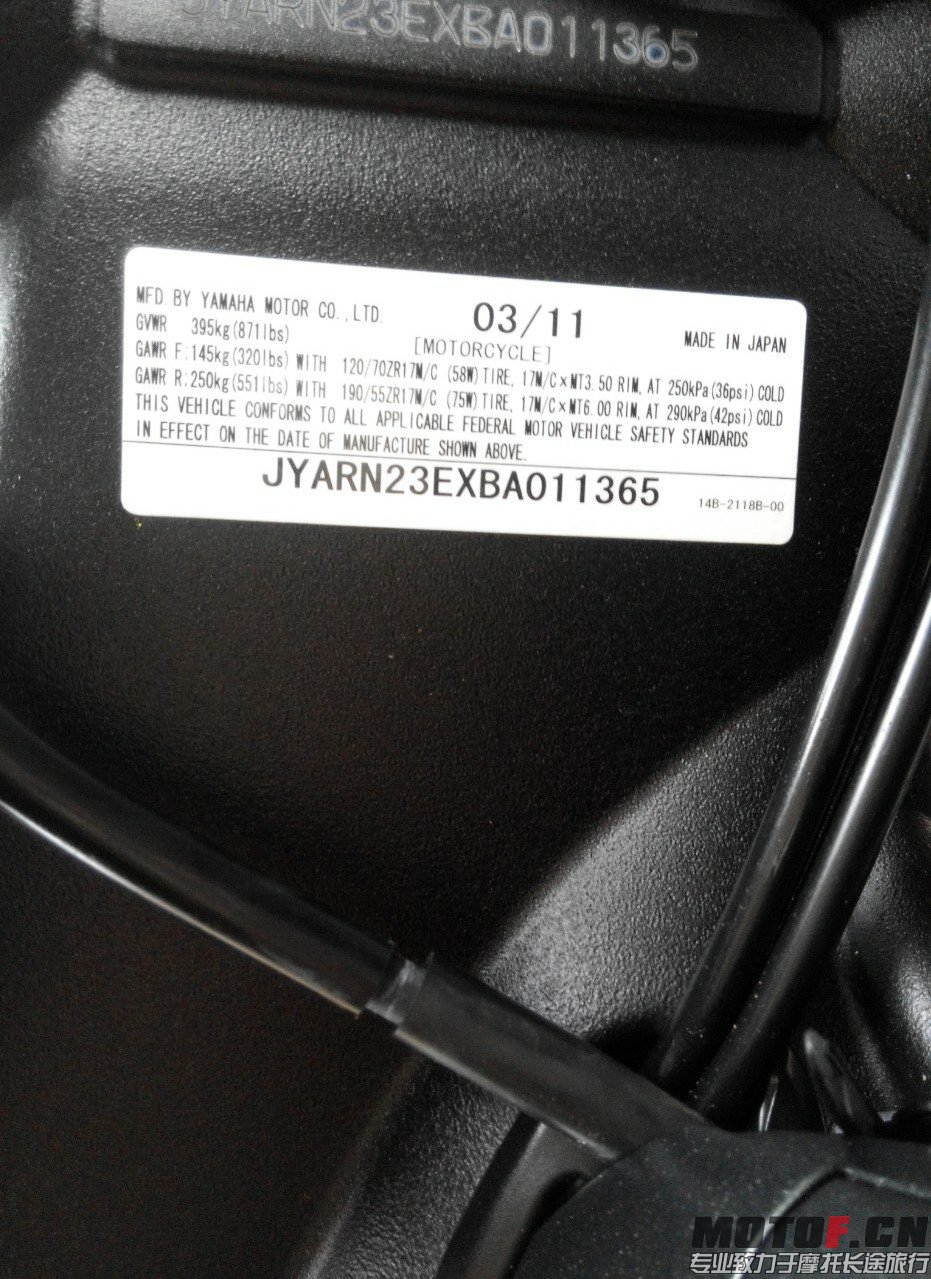 JYARN23EXBA011365
MFD. BY YAMAHA MOTOR CO., LTD. 03/11
GVWR 395kg(871lbs) [MOTORCYCLE] MADE IN JAPAN
GAWR F:145kg(320lbs) WITH 120/70ZR17M/C (58W) TIRE, 17M/C×MT3.50 RIM, AT 250kPa(36psi) COLD
GAWR R:250kg(551lbs) WITH 190/55ZR17M/C (75W) TIRE, 17M/C×MT6.00 RIM, AT 290kPa(42psi) COLD
THIS VEHICLE CONFORMS TO ALL APPLICABLE FEDERAL MOTOR VEHICLE SAFETY STANDARDS
IN EFFECT ON THE DATE OF MANUFACTURE SHOWN ABOVE.
JYARN23EXBA011365 14B-2118B-00
MOTOF.CN
专业致力于摩托长途旅行